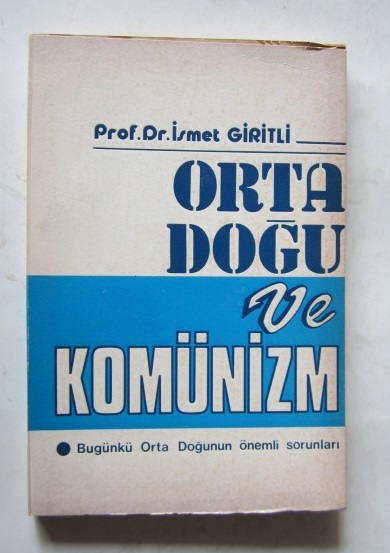 Prof.Dr.İsmet GİRİTLİ
ORTA
DOĞU
Ve
KOMÜNİZM
● Bugünkü Orta Doğunun önemli sorunları